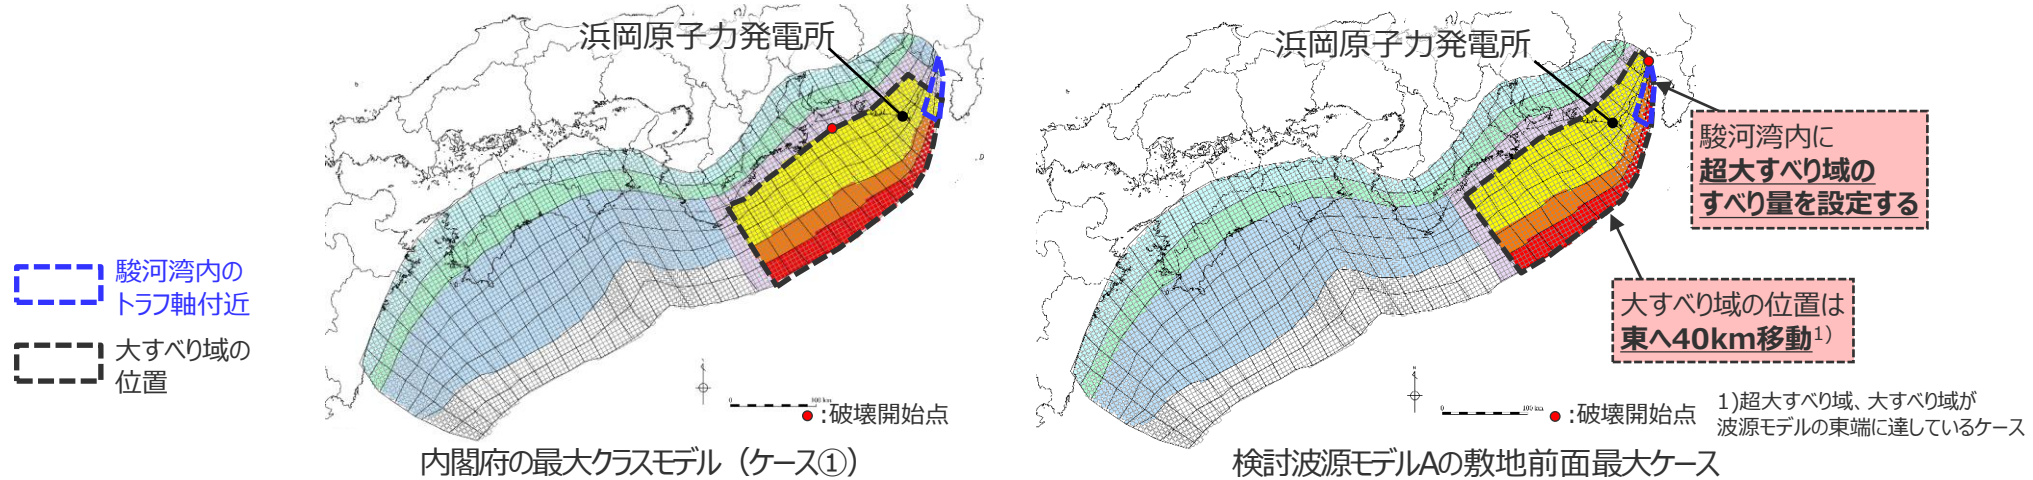 浜岡原子力発電所
駿河湾内の
トラフ軸付近
大すべり域の
位置
0 100 km
●:破壊開始点
内閣府の最大クラスモデル（ケース①）
浜岡原子力発電所
駿河湾内に
超大すべり域の
すべり量を設定する
大すべり域の位置は
東へ40km移動1)
0 100 km
●:破壊開始点
1)超大すべり域、大すべり域が
波源モデルの東端に達しているケース
検討波源モデルAの敷地前面最大ケース